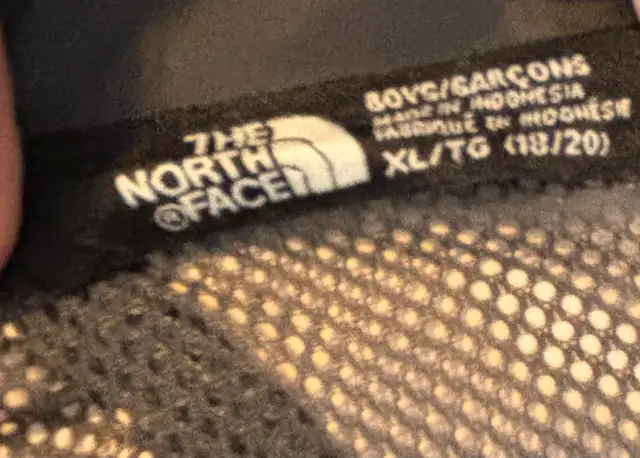 THE
NORTH
®FACE
BOYS/GARÇONS
MADE IN INDONESIA
FABRIQUÉ EN INDONÉSIE
XL/TG (18/20)